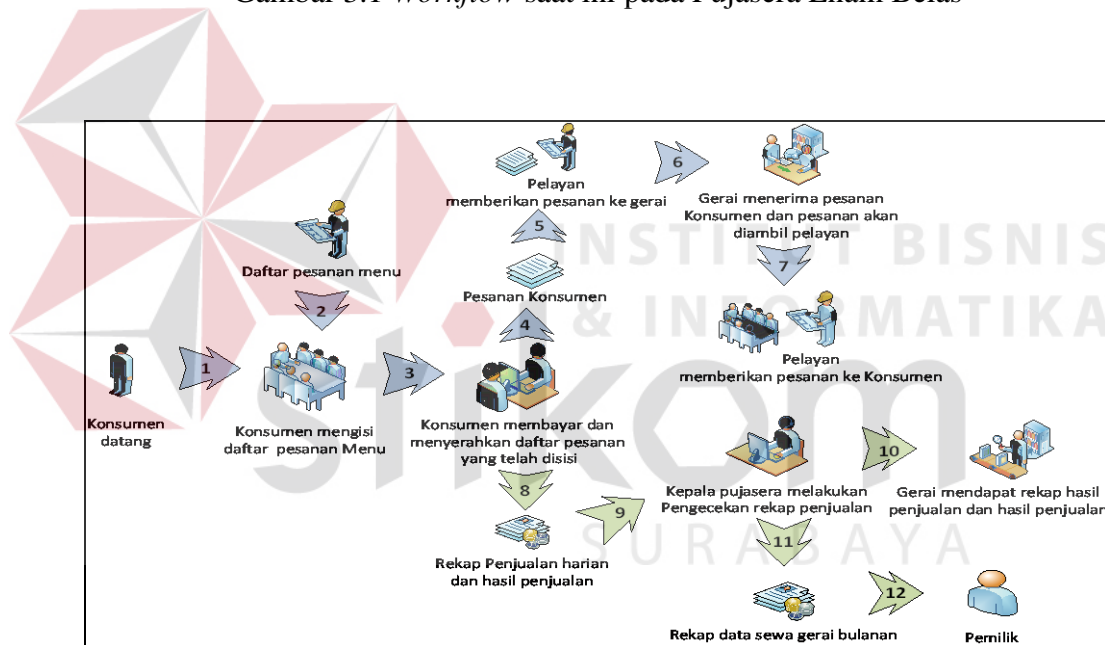 Gambar 3.1 Workflow saat ini pada Pujasera Enam Belas
Pelayan
memberikan pesanan ke gerai
6
Gerai menerima pesanan
Konsumen dan pesanan akan
diambil pelayan
5
7
Daftar pesanan menu
2
Pesanan Konsumen
4
Pelayan
memberikan pesanan ke Konsumen
Konsumen
datang
1
Konsumen mengisi
daftar pesanan Menu
3
Konsumen membayar dan
menyerahkan daftar pesanan
yang telah disisi
8
Rekap Penjualan harian
dan hasil penjualan
9
Kepala pujasera melakukan
Pengecekan rekap penjualan
10
Gerai mendapat rekap hasil
penjualan dan hasil penjualan
11
Rekap data sewa gerai bulanan
12
Pemilik
INSTITUT BISNIS
& INFORMATIKA
stikom
SURABAYA